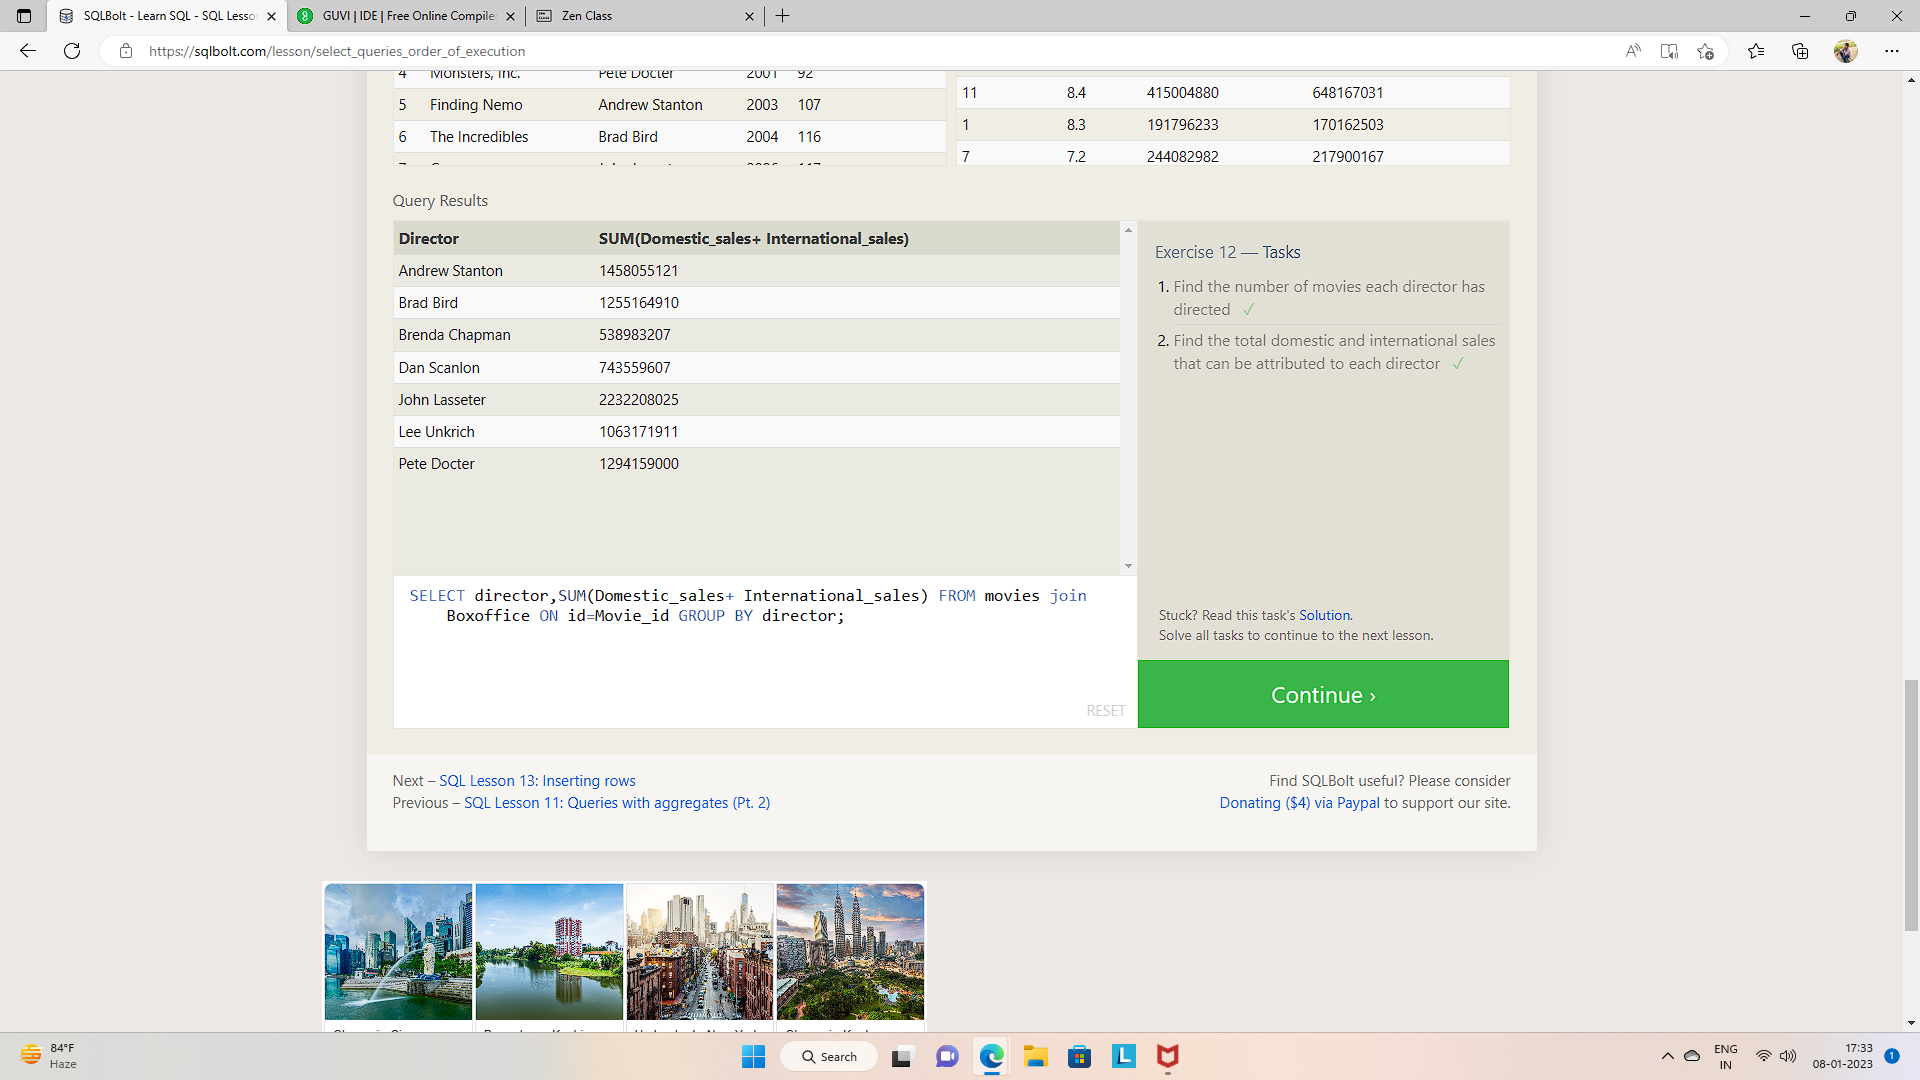 SQLBolt - Learn SQL - SQL Lesso
GUVI | IDE | Free Online Compiler
Zen Class
https://sqlbolt.com/lesson/select_queries_order_of_execution
4 Monsters, Inc. Pete Docter 2001 92
5 Finding Nemo Andrew Stanton 2003 107
6 The Incredibles Brad Bird 2004 116
11 8.4 415004880 648167031
1 8.3 191796233 170162503
7 7.2 244082982 217900167
Query Results
Director SUM(Domestic_sales+ International_sales)
Andrew Stanton 1458055121
Brad Bird 1255164910
Brenda Chapman 538983207
Dan Scanlon 743559607
John Lasseter 2232208025
Lee Unkrich 1063171911
Pete Docter 1294159000
Exercise 12 — Tasks
1. Find the number of movies each director has
directed ✓
2. Find the total domestic and international sales
that can be attributed to each director ✓
SELECT director,SUM(Domestic_sales+ International_sales) FROM movies join
Boxoffice ON id=Movie_id GROUP BY director;
RESET
Stuck? Read this task's Solution.
Solve all tasks to continue to the next lesson.
Continue ›
Next – SQL Lesson 13: Inserting rows
Previous – SQL Lesson 11: Queries with aggregates (Pt. 2)
Find SQLBolt useful? Please consider
Donating ($4) via Paypal to support our site.
84°F
Haze
Search
ENG
IN
17:33
08-01-2023
1